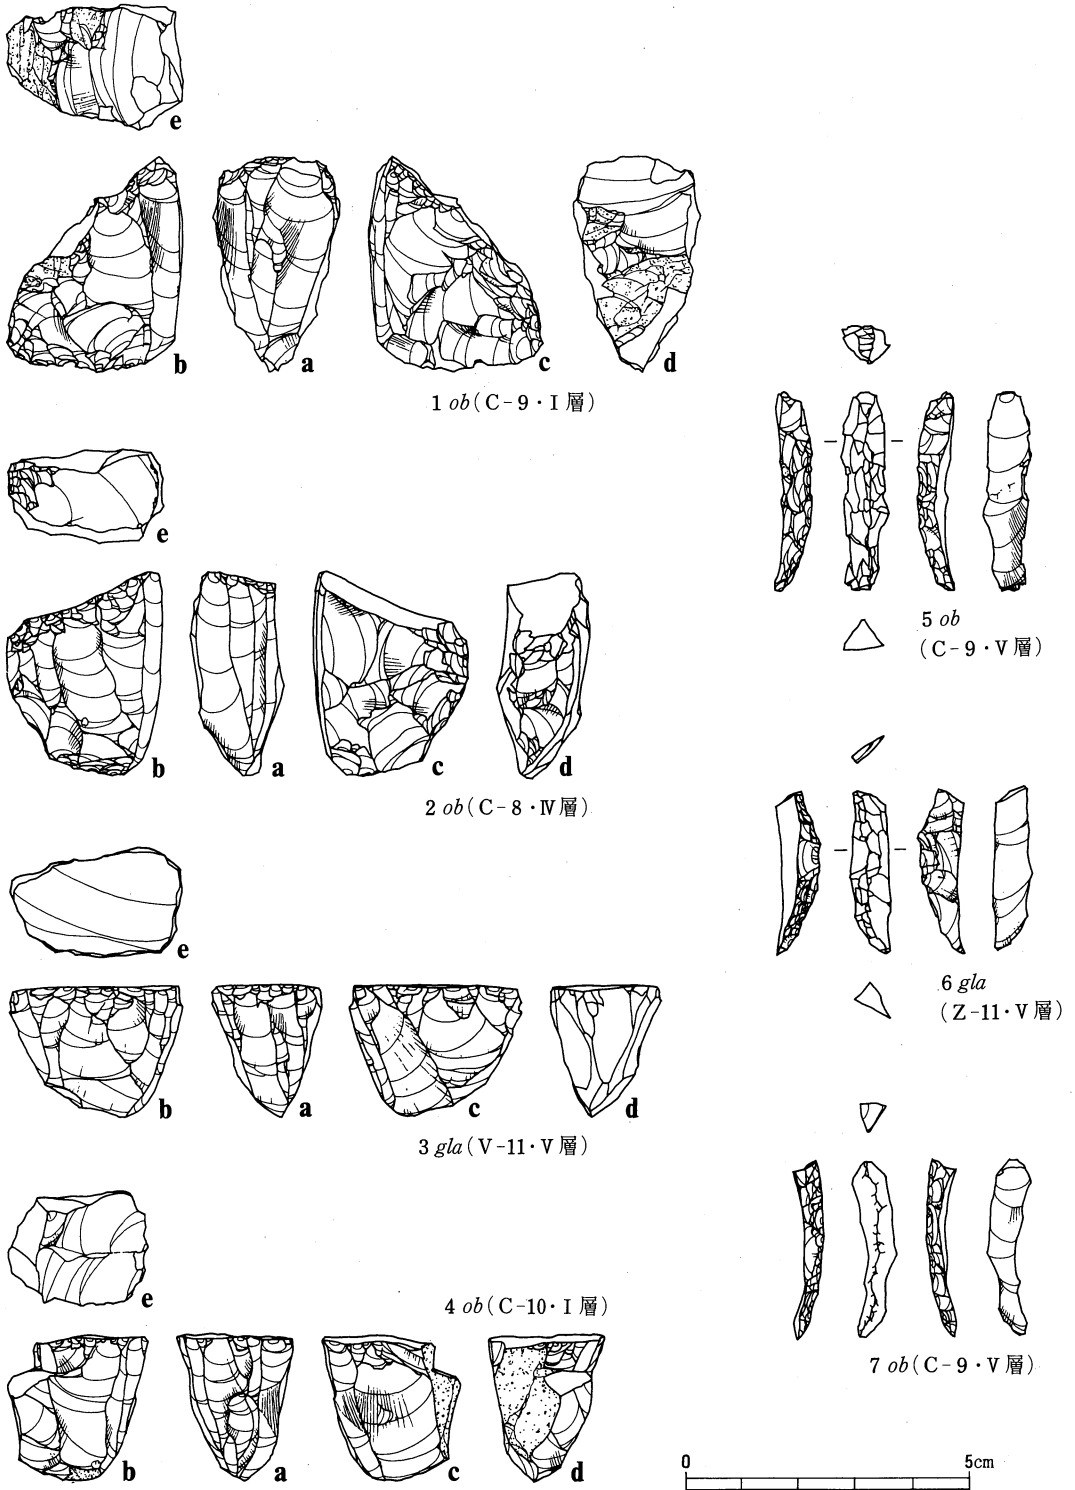 e
b a c d
1 ob(C-9・I層)
e
b a c d
2 ob(C-8・Ⅳ層)
e
b a c d
3 gla(V-11・V層)
e
4 ob(C-10・I層)
b a c d
5 ob
(C-9・V層)
6 gla
(Z-11・V層)
7 ob(C-9・V層)
0 5cm